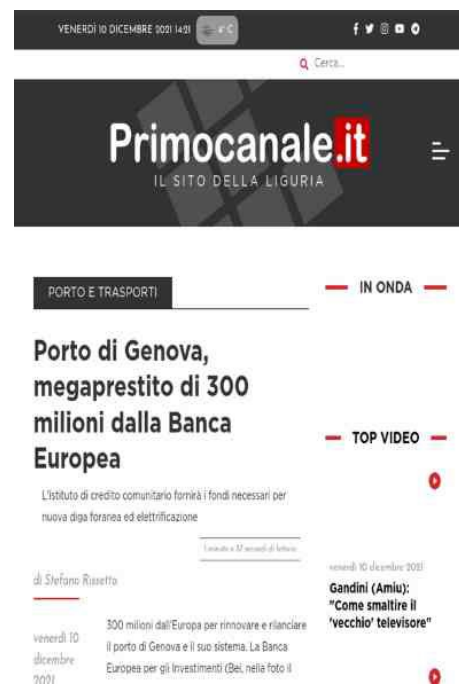 VENERDÌ 10 DICEMBRE 2021 14:21
Cerca...
Primocanale.it
IL SITO DELLA LIGURIA
PORTO E TRASPORTI
Porto di Genova,
megaprestito di 300
milioni dalla Banca
Europea
L'istituto di credito comunitario fornirà i fondi necessari per
nuova diga foranea ed elettrificazione
di lettura
di Stefano Rissetto
venerdì 10
dicembre
2021
300 milioni dall'Europa per rinnovare e rilanciare
il porto di Genova e il suo sistema. La Banca
Europea per gli Investimenti (Bei, nella foto il
IN ONDA
TOP VIDEO
venerdì 10 dicembre 2021
Gandini (Amiu):
"Come smaltire il
'vecchio' televisore"